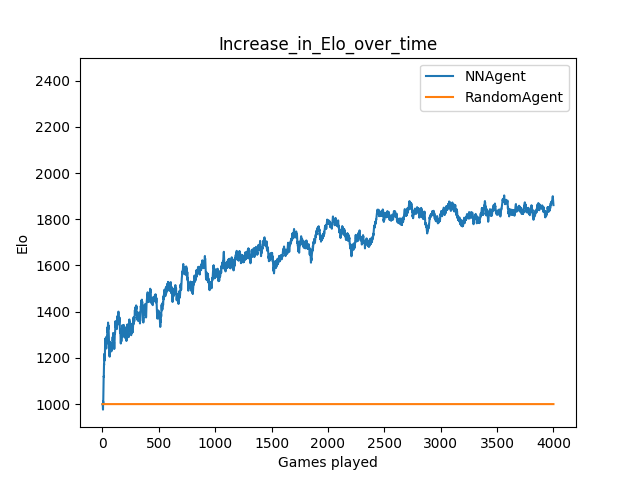 Increase_in_Elo_over_time
NNAgent
RandomAgent
2400
2200
2000
1800
1600
1400
1200
1000
Elo
0 500 1000 1500 2000 2500 3000 3500 4000
Games played